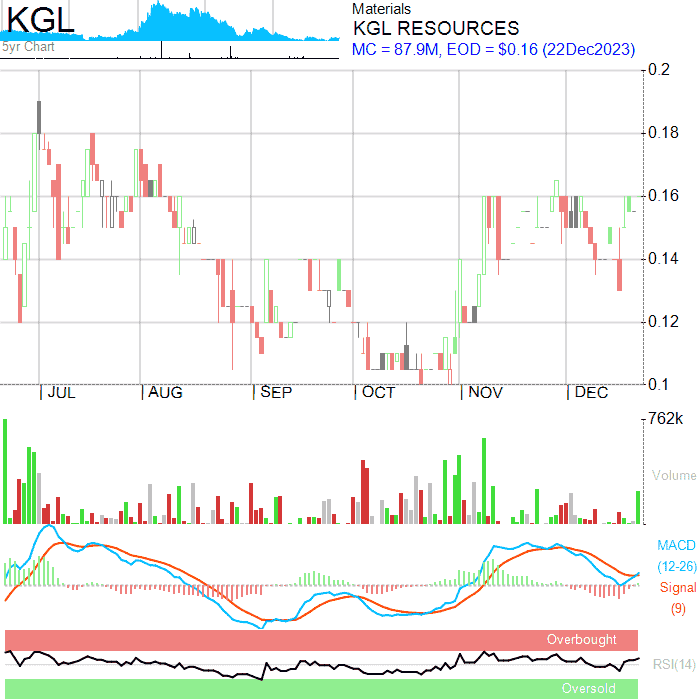 KGL
5yr Chart
Materials
KGL RESOURCES
MC = 87.9M, EOD = $0.16 (22Dec2023)
0.2
0.18
0.16
0.14
0.12
0.1
JUL AUG SEP OCT NOV DEC
762k
Volume
MACD
(12-26)
Signal
(9)
Overbought
RSI(14)
Oversold